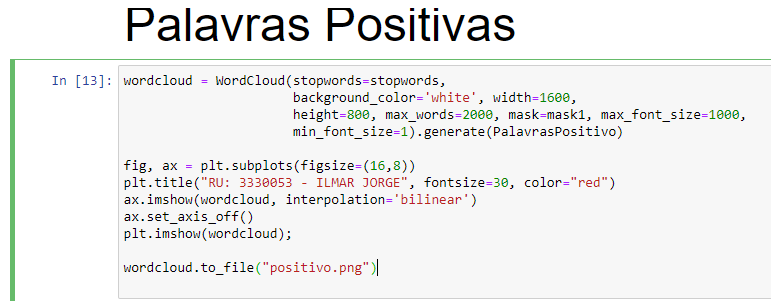 Palavras Positivas
In [13]: wordcloud = WordCloud(stopwords=stopwords,
background_color='white', width=1600,
height=800, max_words=2000, mask=mask1, max_font_size=1000,
min_font_size=1).generate(PalavrasPositivo)
fig, ax = plt.subplots(figsize=(16,8))
plt.title("RU: 3330053 - ILMAR JORGE", fontsize=30, color="red")
ax.imshow(wordcloud, interpolation='bilinear')
ax.set_axis_off()
plt.imshow(wordcloud);
wordcloud.to_file("positivo.png")